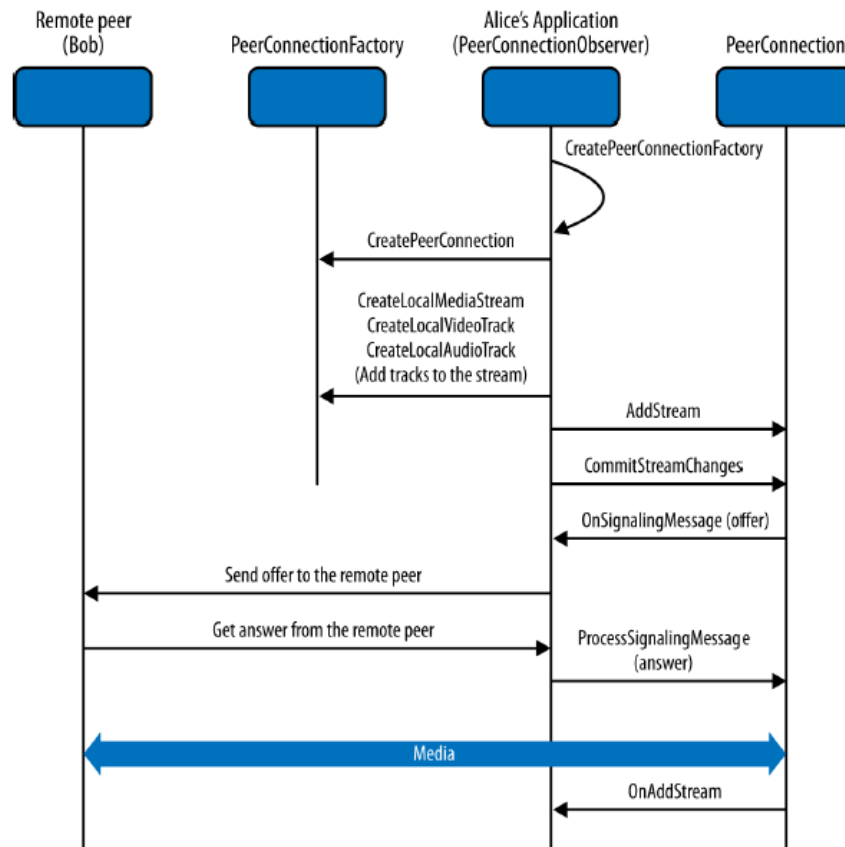 Remote peer
(Bob)
PeerConnectionFactory
Alice's Application
(PeerConnectionObserver)
PeerConnection
CreatePeerConnectionFactory
CreatePeerConnection
CreateLocalMediaStream
CreateLocalVideoTrack
CreateLocalAudioTrack
(Add tracks to the stream)
AddStream
CommitStreamChanges
OnSignalingMessage (offer)
Send offer to the remote peer
Get answer from the remote peer
ProcessSignalingMessage
(answer)
Media
OnAddStream